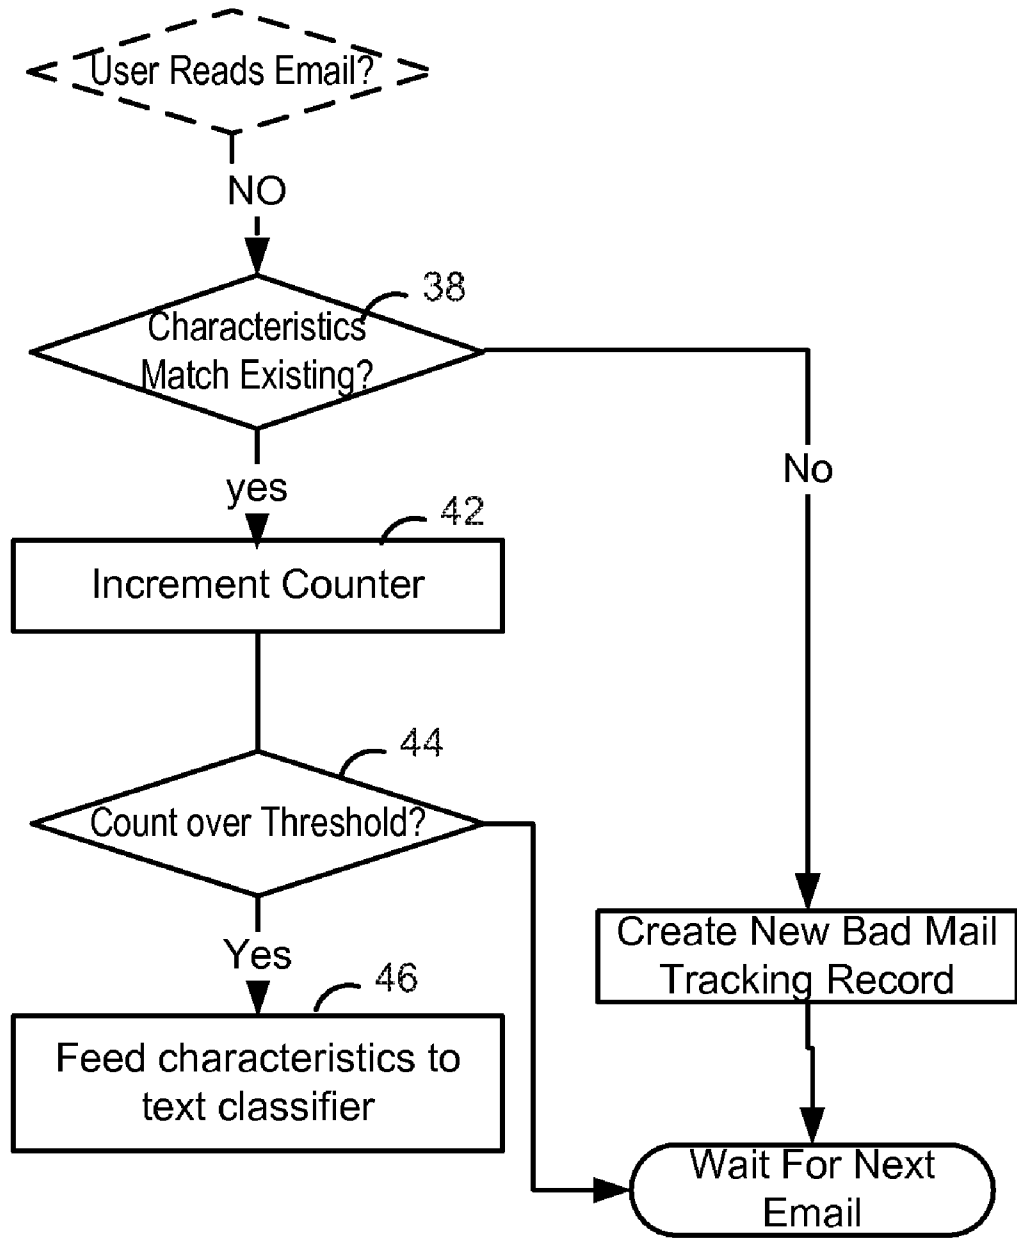 User Reads Email?
NO
38
Characteristics
Match Existing?
No
yes
42
Increment Counter
44
Count over Threshold?
Yes
46
Create New Bad Mail
Tracking Record
Feed characteristics to
text classifier
Wait For Next
Email